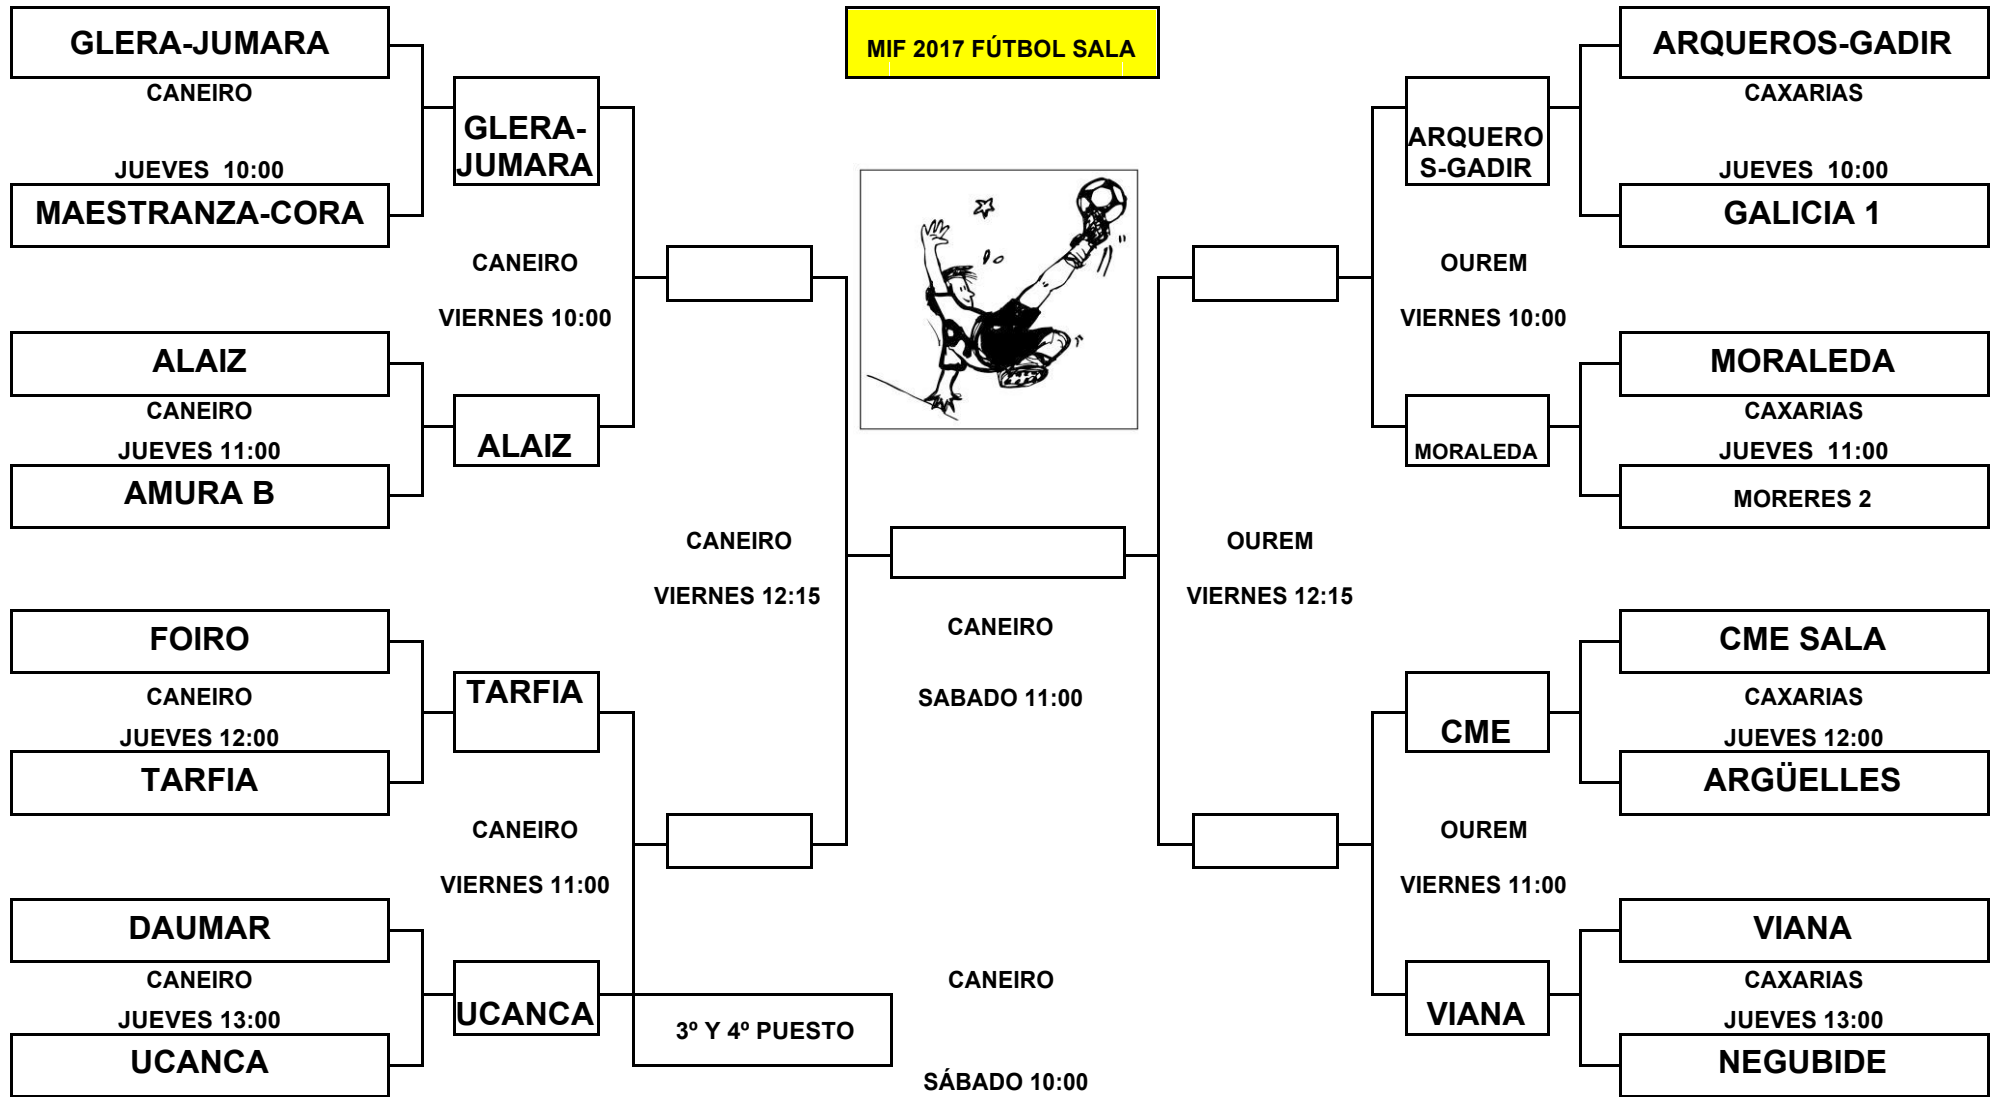 MIF 2017 FÚTBOL SALA
GLERA-JUMARA
CANEIRO
JUEVES 10:00
MAESTRANZA-CORA
ALAIZ
CANEIRO
JUEVES 11:00
AMURA B
FOIRO
CANEIRO
JUEVES 12:00
TARFIA
DAUMAR
CANEIRO
JUEVES 13:00
UCANCA
GLERA-
JUMARA
CANEIRO
VIERNES 10:00
ALAIZ
TARFIA
CANEIRO
VIERNES 11:00
UCANCA
CANEIRO
VIERNES 12:15
3º Y 4º PUESTO
CANEIRO
SABADO 11:00
CANEIRO
SÁBADO 10:00
OUREM
VIERNES 12:15
ARQUERO
S-GADIR
OUREM
VIERNES 10:00
MORALEDA
CME
OUREM
VIERNES 11:00
VIANA
ARQUEROS-GADIR
CAXARIAS
JUEVES 10:00
GALICIA 1
MORALEDA
CAXARIAS
JUEVES 11:00
MORERES 2
CME SALA
CAXARIAS
JUEVES 12:00
ARGÜELLES
VIANA
CAXARIAS
JUEVES 13:00
NEGUBIDE